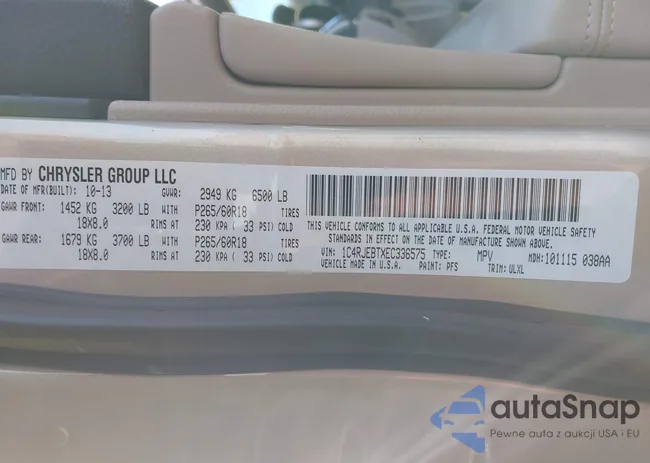 MFD BY CHRYSLER GROUP LLC
DATE OF MFR(BUILT): 10-13 GVWR: 2949 KG 6500 LB
GAWR FRONT: 1452 KG 3200 LB WITH P265/60R18 TIRES
18X8.0 RIMS AT 230 KPA ( 33 PSI) COLD
GAWR REAR: 1679 KG 3700 LB WITH P265/60R18 TIRES
18X8.0 RIMS AT 230 KPA ( 33 PSI) COLD
THIS VEHICLE CONFORMS TO ALL APPLICABLE U.S.A. FEDERAL MOTOR VEHICLE SAFETY
STANDARDS IN EFFECT ON THE DATE OF MANUFACTURE SHOWN ABOVE.
VIN: 1C4RJEBTXEC336575 TYPE: MPV MDH:101115 038AA
VEHICLE MADE IN U.S.A. PAINT: PFS TRIM: ULXL
autaSnap
Pewne auta z aukcji USA i EU